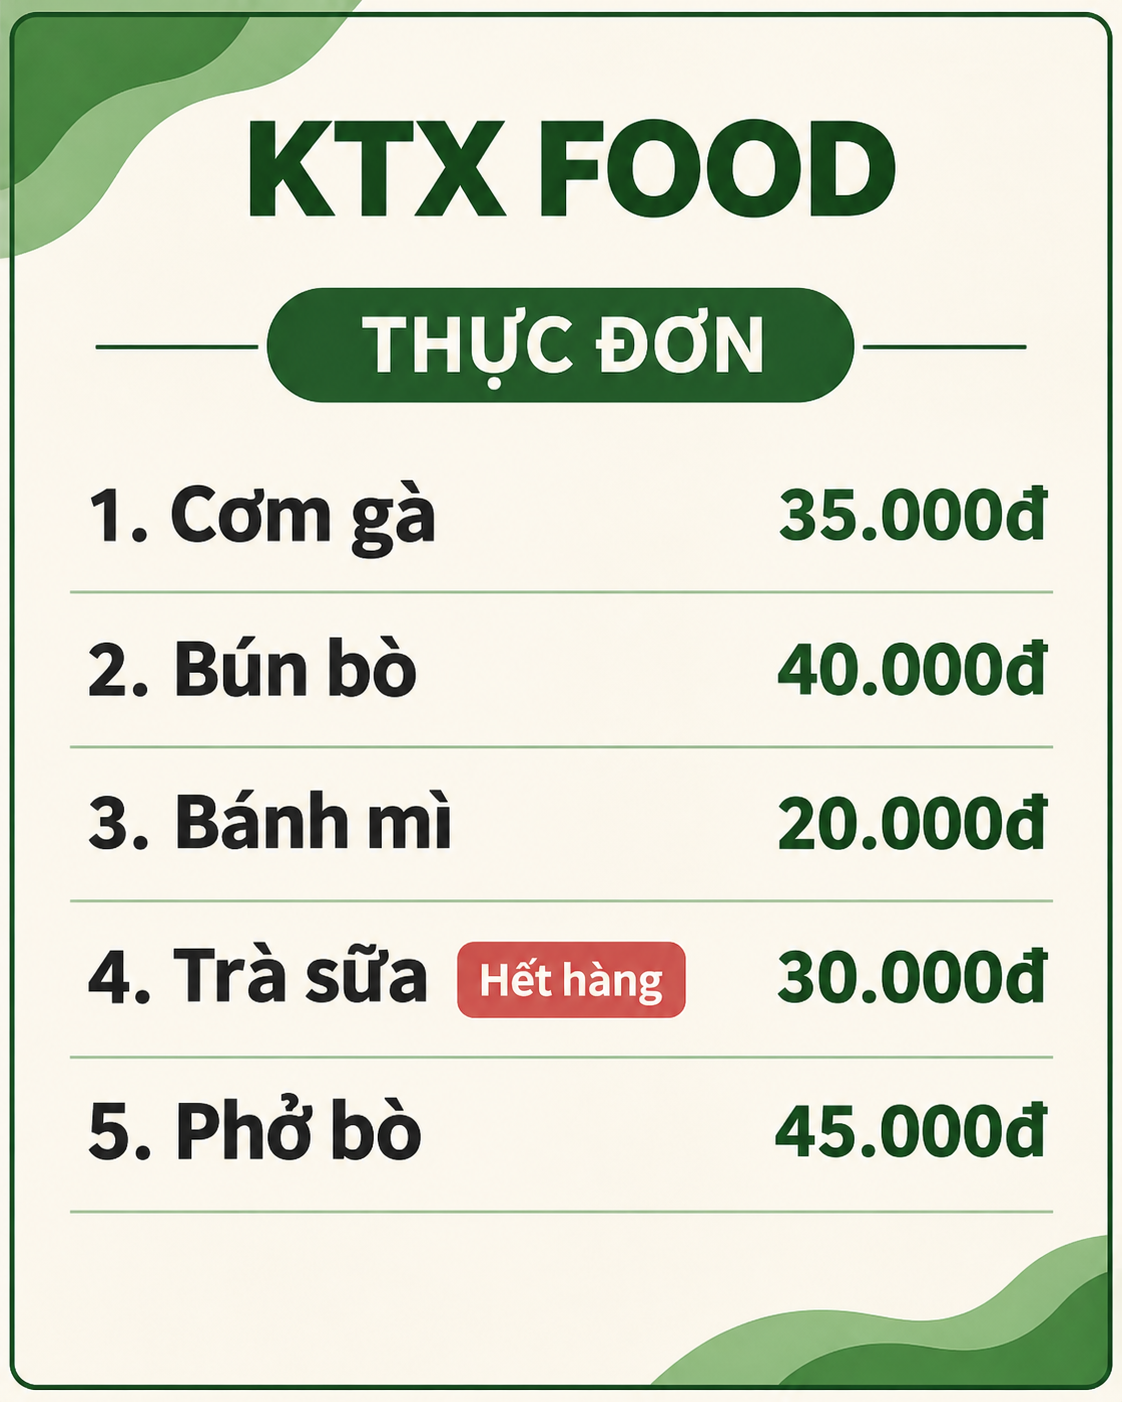 KTX FOOD
THỰC ĐƠN
1. Cơm gà 35.000đ
2. Bún bò 40.000đ
3. Bánh mì 20.000đ
4. Trà sữa Hết hàng 30.000đ
5. Phở bò 45.000đ